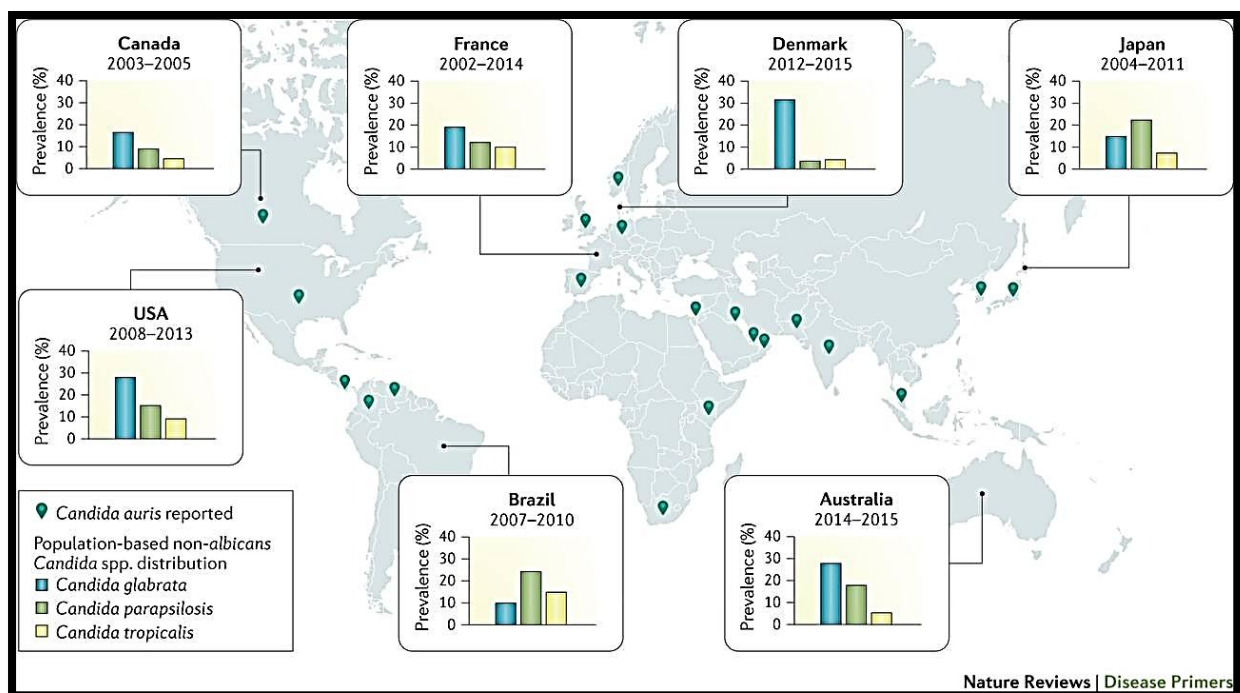 Canada
2003–2005
Prevalence (%)
40
30
20
10
0
France
2002–2014
Prevalence (%)
40
30
20
10
0
Denmark
2012–2015
Prevalence (%)
40
30
20
10
0
Japan
2004–2011
Prevalence (%)
40
30
20
10
0
USA
2008–2013
Prevalence (%)
40
30
20
10
0
Brazil
2007–2010
Prevalence (%)
40
30
20
10
0
Australia
2014–2015
Prevalence (%)
40
30
20
10
0
Candida auris reported
Population-based non-albicans
Candida spp. distribution
Candida glabrata
Candida parapsilosis
Candida tropicalis
Nature Reviews | Disease Primers